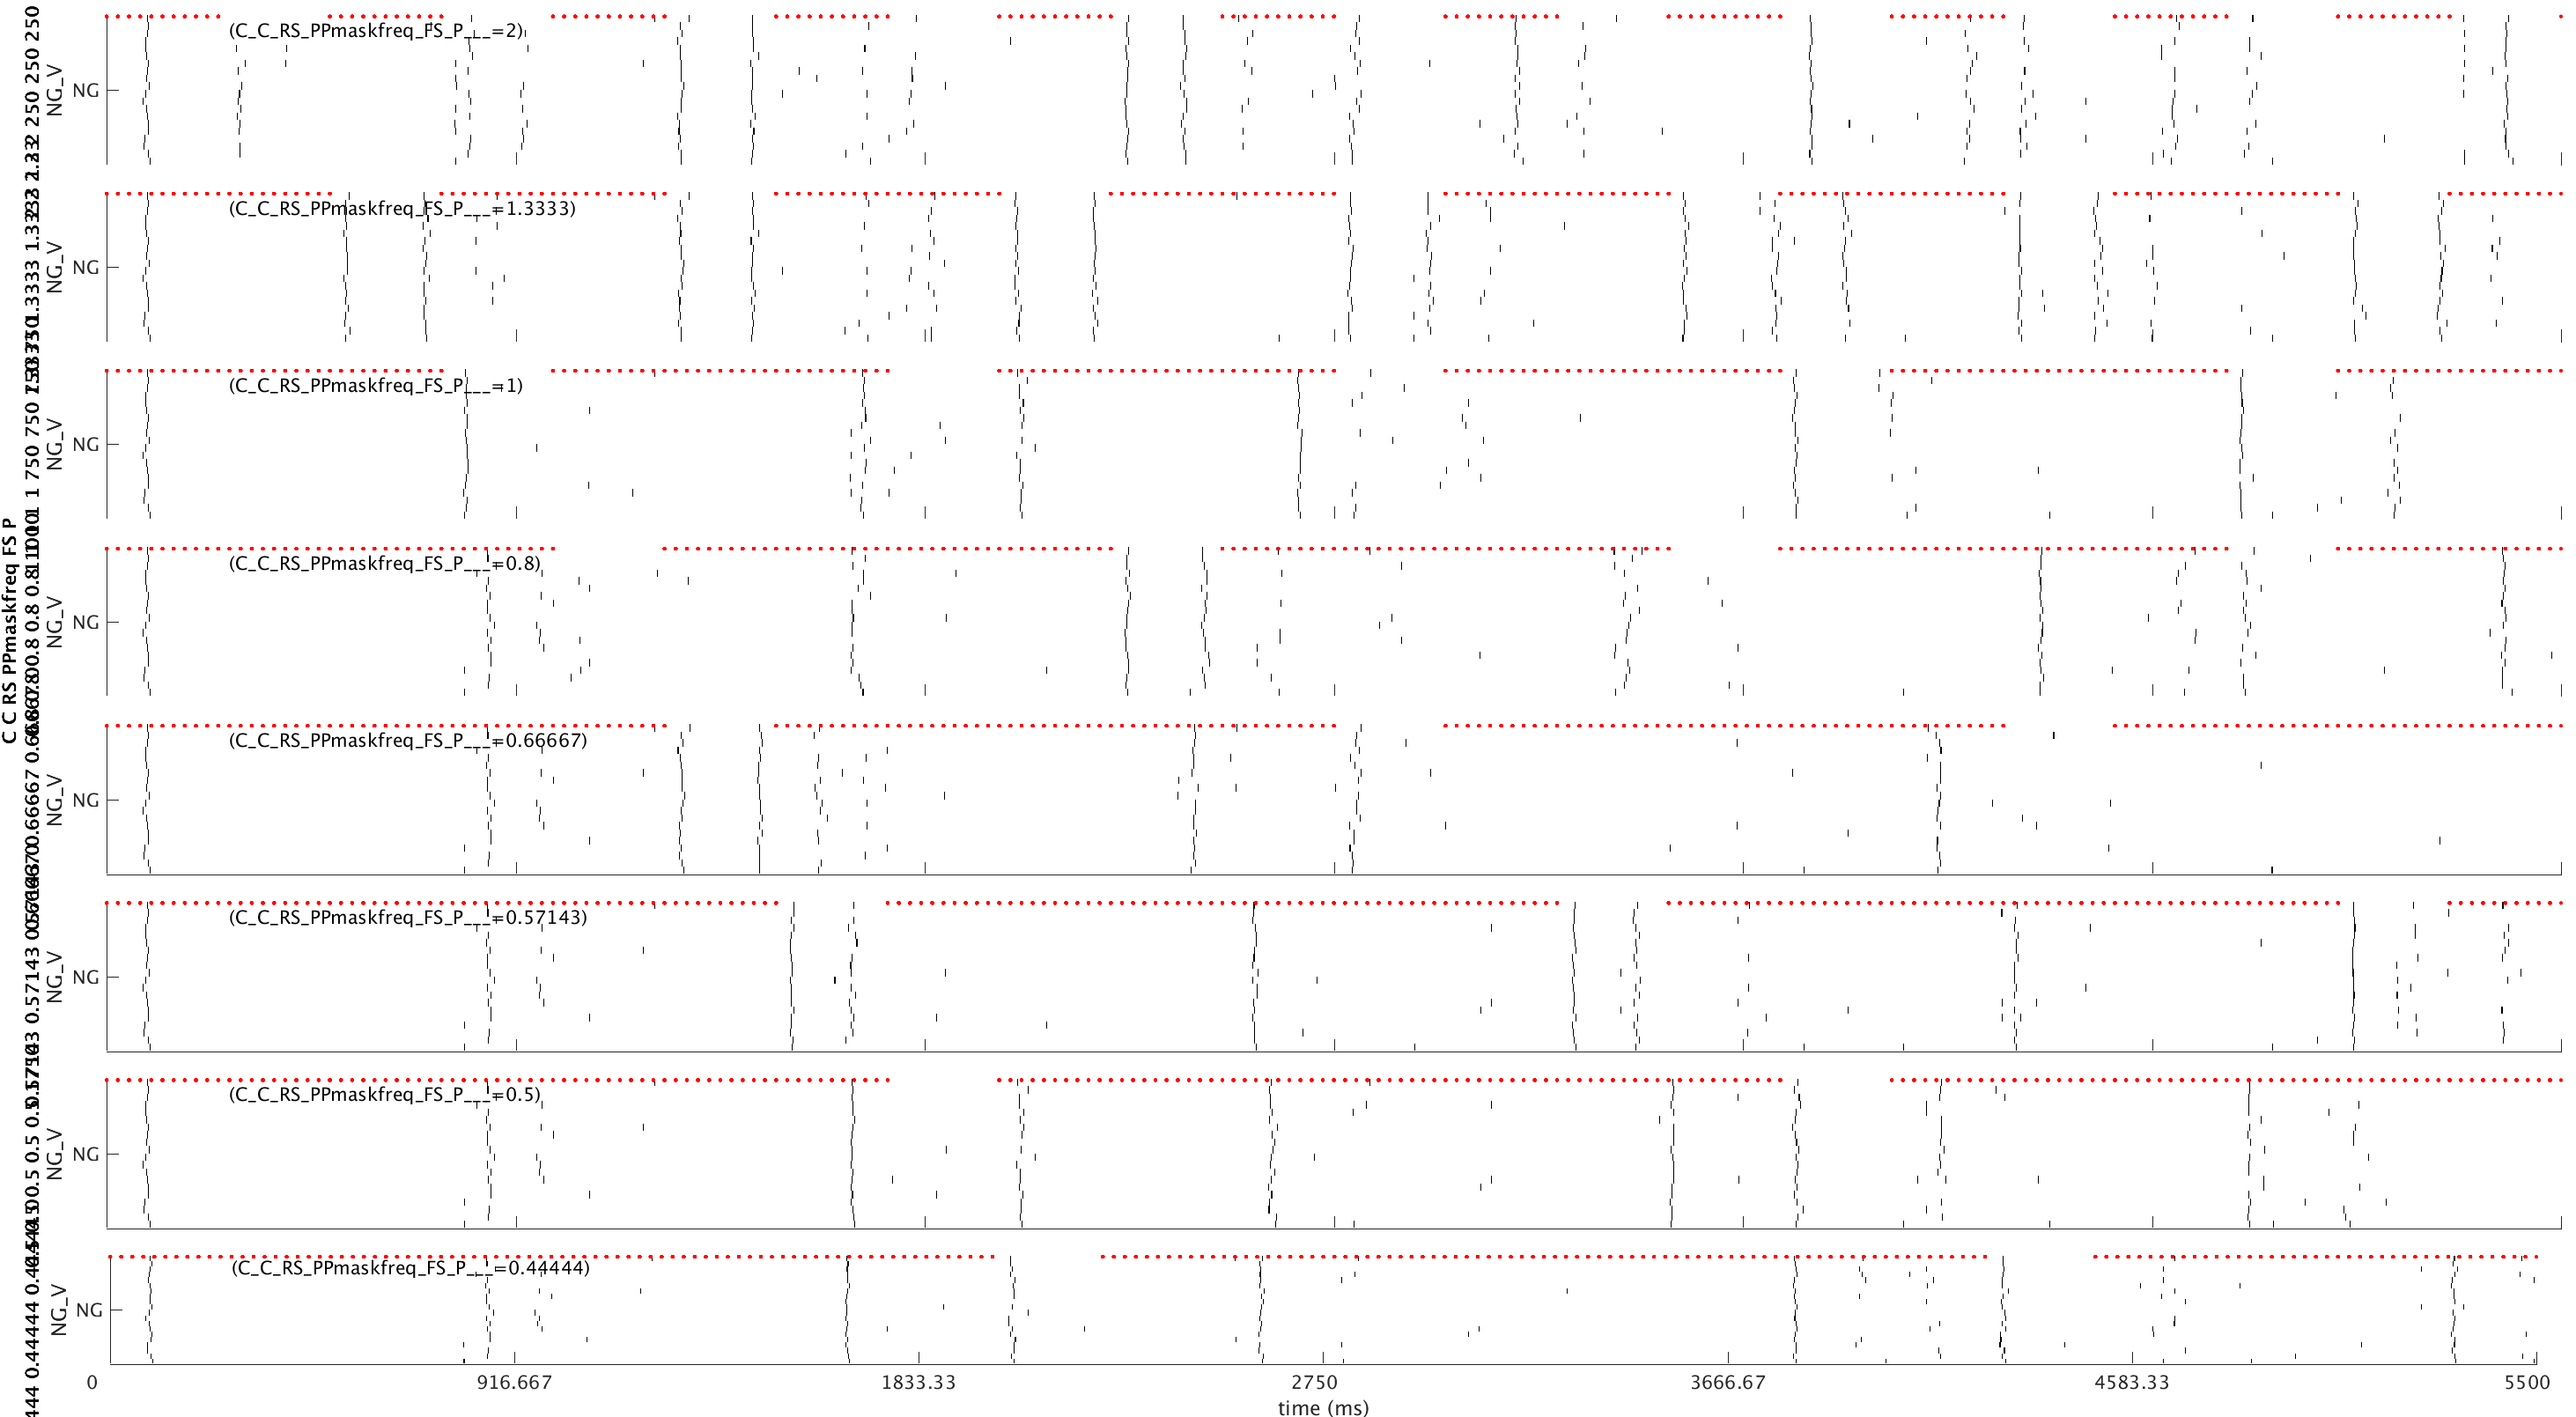 (C_C_RS_PPmaskfreq_FS_P___=2)
NG_V
NG
(C_C_RS_PPmaskfreq_FS_P___=1.3333)
NG_V
NG
(C_C_RS_PPmaskfreq_FS_P___=1)
NG_V
NG
C C RS PPmaskfreq FS P
(C_C_RS_PPmaskfreq_FS_P___=0.8)
NG_V
NG
(C_C_RS_PPmaskfreq_FS_P___=0.66667)
NG_V
NG
(C_C_RS_PPmaskfreq_FS_P___=0.57143)
NG_V
NG
(C_C_RS_PPmaskfreq_FS_P___=0.5)
NG_V
NG
(C_C_RS_PPmaskfreq_FS_P___=0.44444)
NG_V
NG
0 916.667 1833.33 2750 3666.67 4583.33 5500
time (ms)